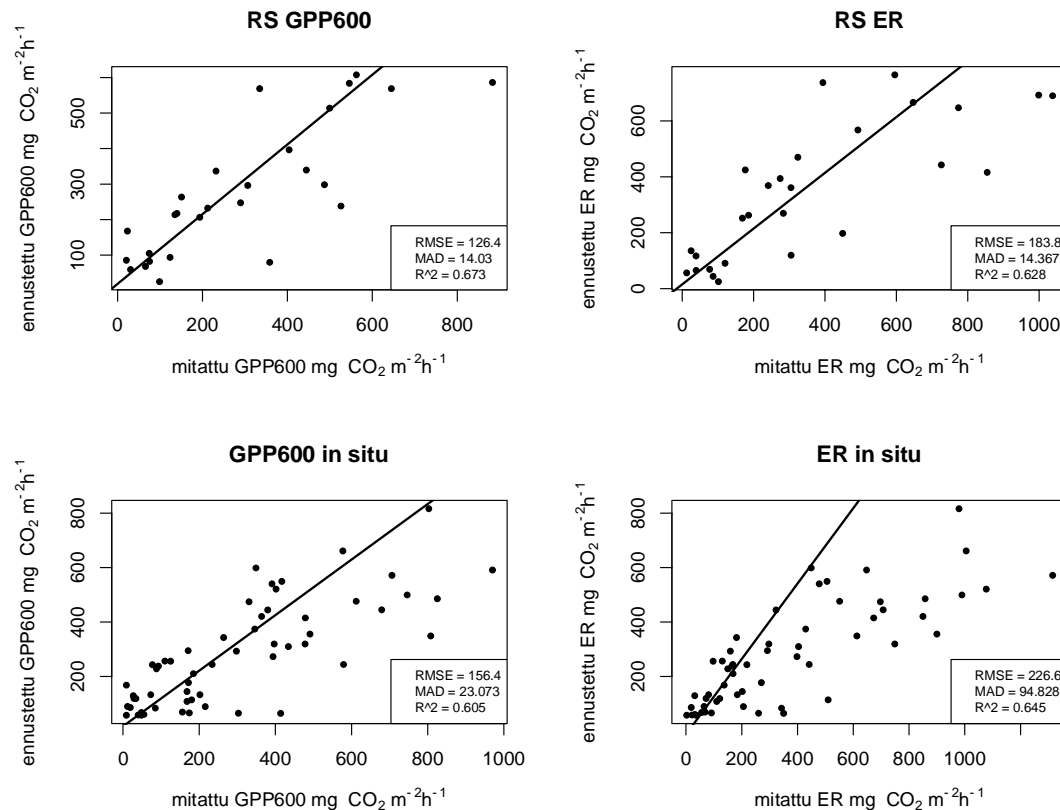 RS GPP600
ennustettu GPP600 mg CO₂ m⁻²h⁻¹
100 300 500
RMSE = 126.4
MAD = 14.03
R^2 = 0.673
0 200 400 600 800
mitattu GPP600 mg CO₂ m⁻²h⁻¹
RS ER
ennustettu ER mg CO₂ m⁻²h⁻¹
0 200 400 600
RMSE = 183.8
MAD = 14.367
R^2 = 0.628
0 200 400 600 800 1000
mitattu ER mg CO₂ m⁻²h⁻¹
GPP600 in situ
ennustettu GPP600 mg CO₂ m⁻²h⁻¹
200 400 600 800
RMSE = 156.4
MAD = 23.073
R^2 = 0.605
0 200 400 600 800 1000
mitattu GPP600 mg CO₂ m⁻²h⁻¹
ER in situ
ennustettu ER mg CO₂ m⁻²h⁻¹
200 400 600 800
RMSE = 226.6
MAD = 94.828
R^2 = 0.645
0 200 400 600 800 1000
mitattu ER mg CO₂ m⁻²h⁻¹